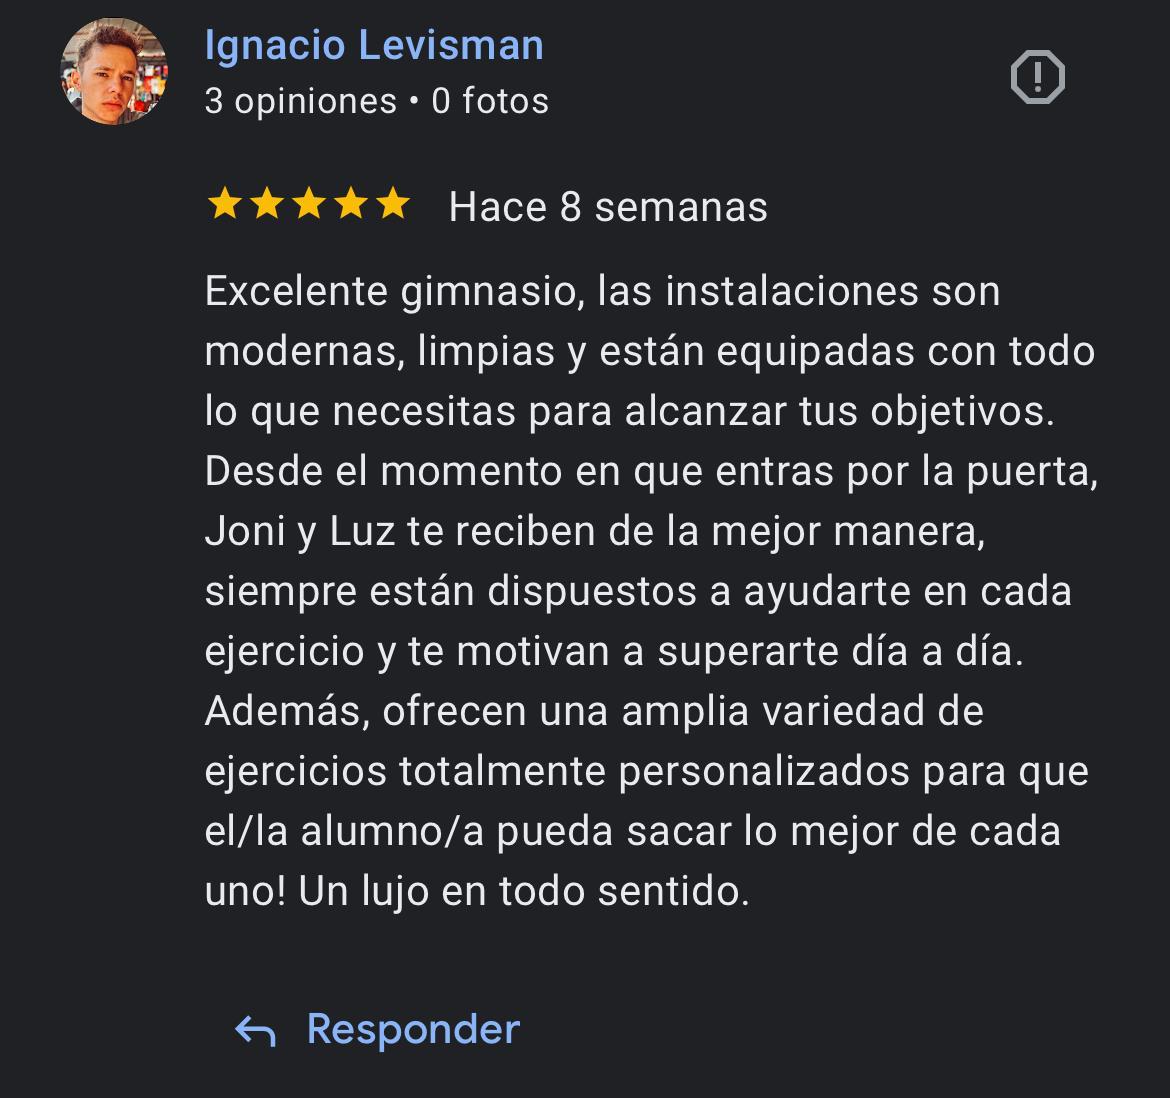 Ignacio Levisman
3 opiniones • 0 fotos
Hace 8 semanas
Excelente gimnasio, las instalaciones son
modernas, limpias y están equipadas con todo
lo que necesitas para alcanzar tus objetivos.
Desde el momento en que entras por la puerta,
Joni y Luz te reciben de la mejor manera,
siempre están dispuestos a ayudarte en cada
ejercicio y te motivan a superarte día a día.
Además, ofrecen una amplia variedad de
ejercicios totalmente personalizados para que
el/la alumno/a pueda sacar lo mejor de cada
uno! Un lujo en todo sentido.
Responder